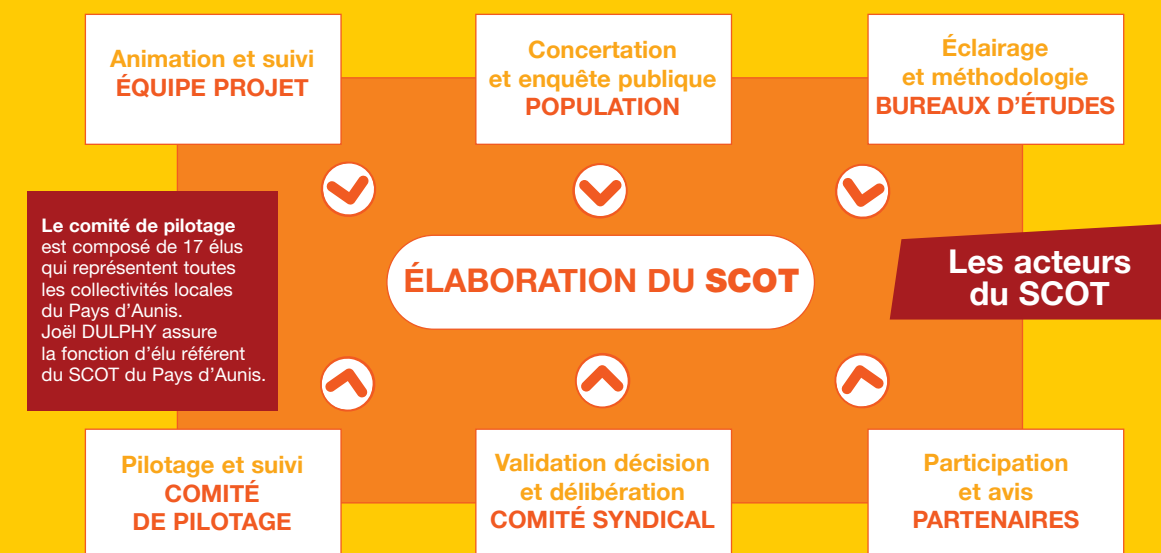 Animation et suivi
ÉQUIPE PROJET
Concertation
et enquête publique
POPULATION
Éclairage
et méthodologie
BUREAUX D'ÉTUDES
Le comité de pilotage
est composé de 17 élus
qui représentent toutes
les collectivités locales
du Pays d'Aunis.
Joël DULPHY assure
la fonction d'élu référent
du SCOT du Pays d'Aunis.
ÉLABORATION DU SCOT
Les acteurs
du SCOT
Pilotage et suivi
COMITÉ
DE PILOTAGE
Validation décision
et délibération
COMITÉ SYNDICAL
Participation
et avis
PARTENAIRES